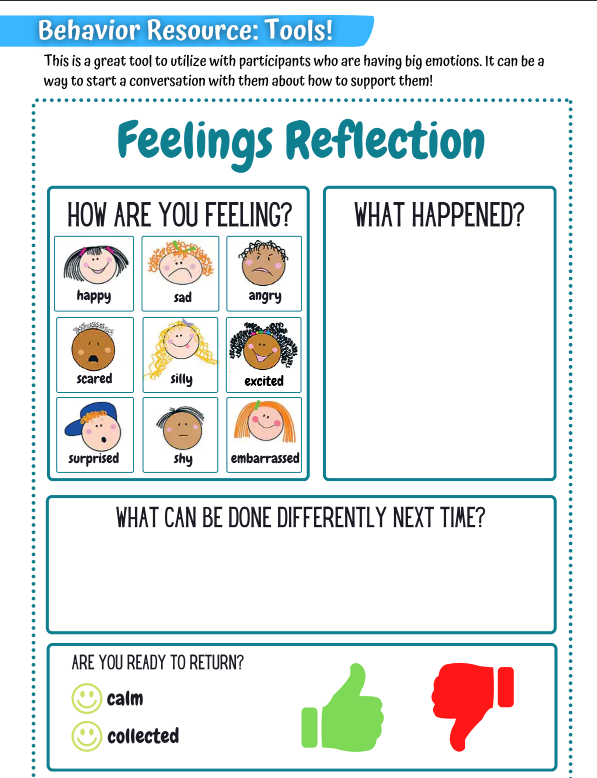 Behavior Resource: Tools!
This is a great tool to utilize with participants who are having big emotions. It can be a
way to start a conversation with them about how to support them!
Feelings Reflection
HOW ARE YOU FEELING?
happy
sad
angry
scared
silly
excited
surprised
shy
embarrassed
WHAT HAPPENED?
WHAT CAN BE DONE DIFFERENTLY NEXT TIME?
ARE YOU READY TO RETURN?
calm
collected